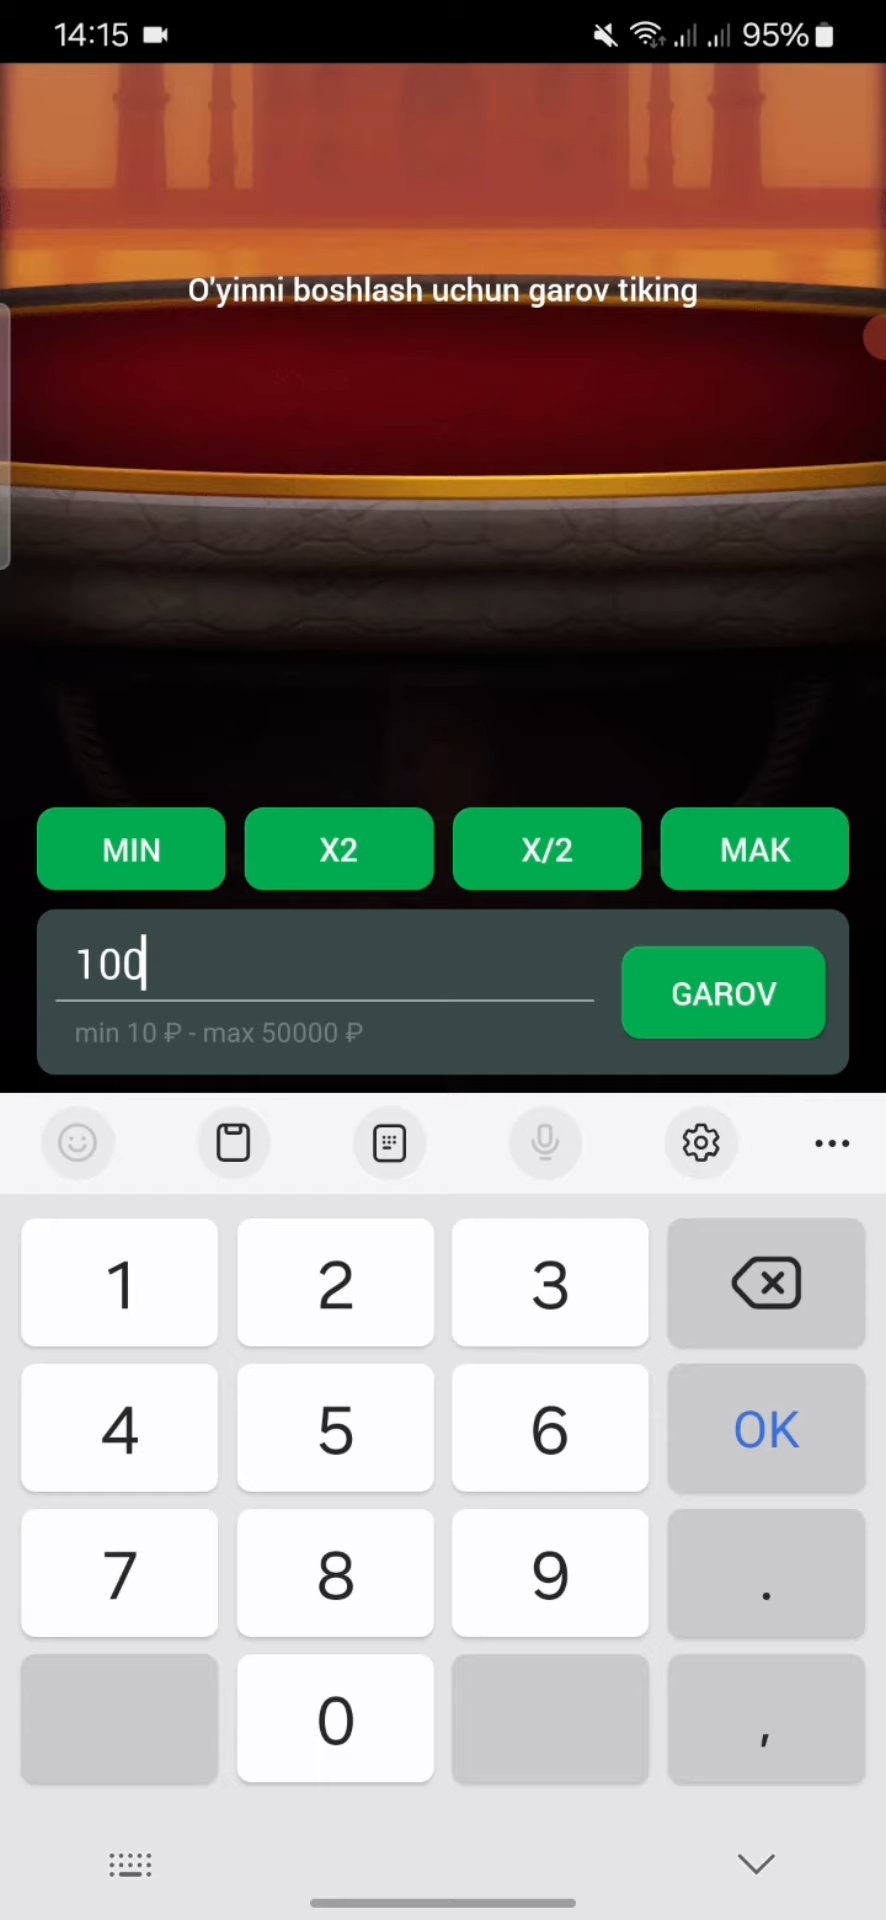 14:15 95%
O'yinni boshlash uchun garov tiking
MIN X2 X/2 MAK
100
GAROV
min 10 ₽ - max 50000 ₽
1 2 3
4 5 6 OK
7 8 9 .
0 ,